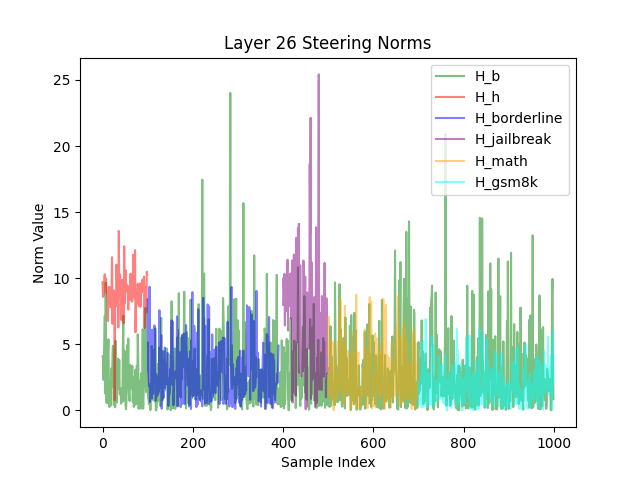 Layer 26 Steering Norms
H_b
H_h
H_borderline
H_jailbreak
H_math
H_gsm8k
25
20
15
10
5
0
Norm Value
0
200
400
600
800
1000
Sample Index